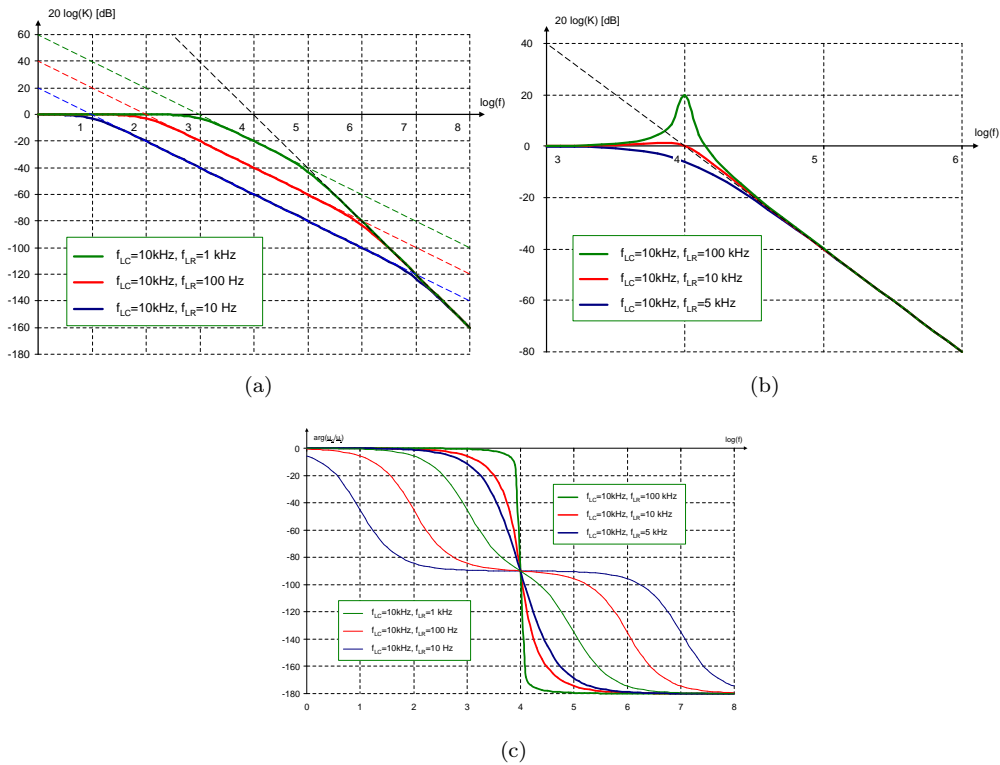 20 log(K) [dB]
60
40
20
0
-20
-40
-60
-80
-100
-120
-140
-160
-180
1 2 3 4 5 6 7 8
log(f)
f_LC=10kHz, f_LR=1 kHz
f_LC=10kHz, f_LR=100 Hz
f_LC=10kHz, f_LR=10 Hz
(a)
20 log(K) [dB]
40
20
0
-20
-40
-60
-80
3 4 5 6
log(f)
f_LC=10kHz, f_LR=100 kHz
f_LC=10kHz, f_LR=10 kHz
f_LC=10kHz, f_LR=5 kHz
(b)
log(f)
0
-20
-40
-60
-80
-100
-120
-140
-160
-180
0 1 2 3 4 5 6 7 8
f_LC=10kHz, f_LR=100 kHz
f_LC=10kHz, f_LR=10 kHz
f_LC=10kHz, f_LR=5 kHz
f_LC=10kHz, f_LR=1 kHz
f_LC=10kHz, f_LR=100 Hz
f_LC=10kHz, f_LR=10 Hz
(c)